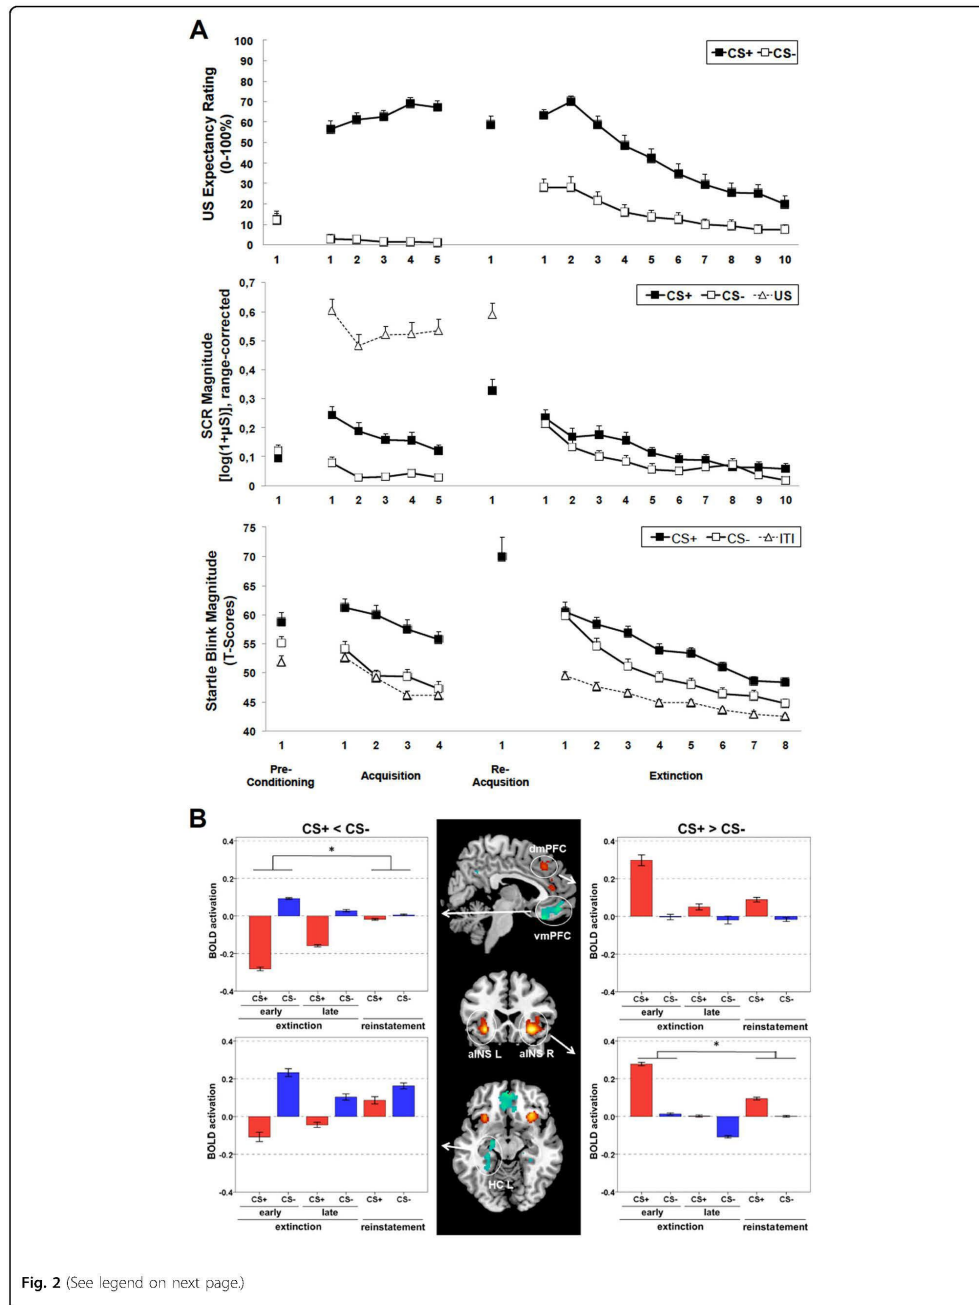 A
US Expectancy Rating
(0-100%)
100
90
80
70
60
50
40
30
20
10
0
CS+ CS-
1
1 2 3 4 5
1
1 2 3 4 5 6 7 8 9 10
SCR Magnitude
[log(1+µS)], range-corrected
0,7
0,6
0,5
0,4
0,3
0,2
0,1
0
CS+ CS- US
1
1 2 3 4 5
1
1 2 3 4 5 6 7 8 9 10
Startle Blink Magnitude
(T-Scores)
75
70
65
60
55
50
45
40
CS+ CS- ITI
1
1 2 3 4
1
1 2 3 4 5 6 7 8
Pre-
Conditioning
Acquisition
Re-
Acqusition
Extinction
B
CS+ < CS-
BOLD activation
0.4
0.2
0.0
-0.2
-0.4
*
CS+ CS- CS+ CS- CS+ CS-
early late
extinction reinstatement
BOLD activation
0.4
0.2
0.0
-0.2
-0.4
CS+ CS- CS+ CS- CS+ CS-
early late
extinction reinstatement
dmPFC
vmPFC
aINS L aINS R
HC L
CS+ > CS-
BOLD activation
0.4
0.2
0.0
-0.2
-0.4
CS+ CS- CS+ CS- CS+ CS-
early late
extinction reinstatement
BOLD activation
0.4
0.2
0.0
-0.2
-0.4
*
CS+ CS- CS+ CS- CS+ CS-
early late
extinction reinstatement
Fig. 2 (See legend on next page.)